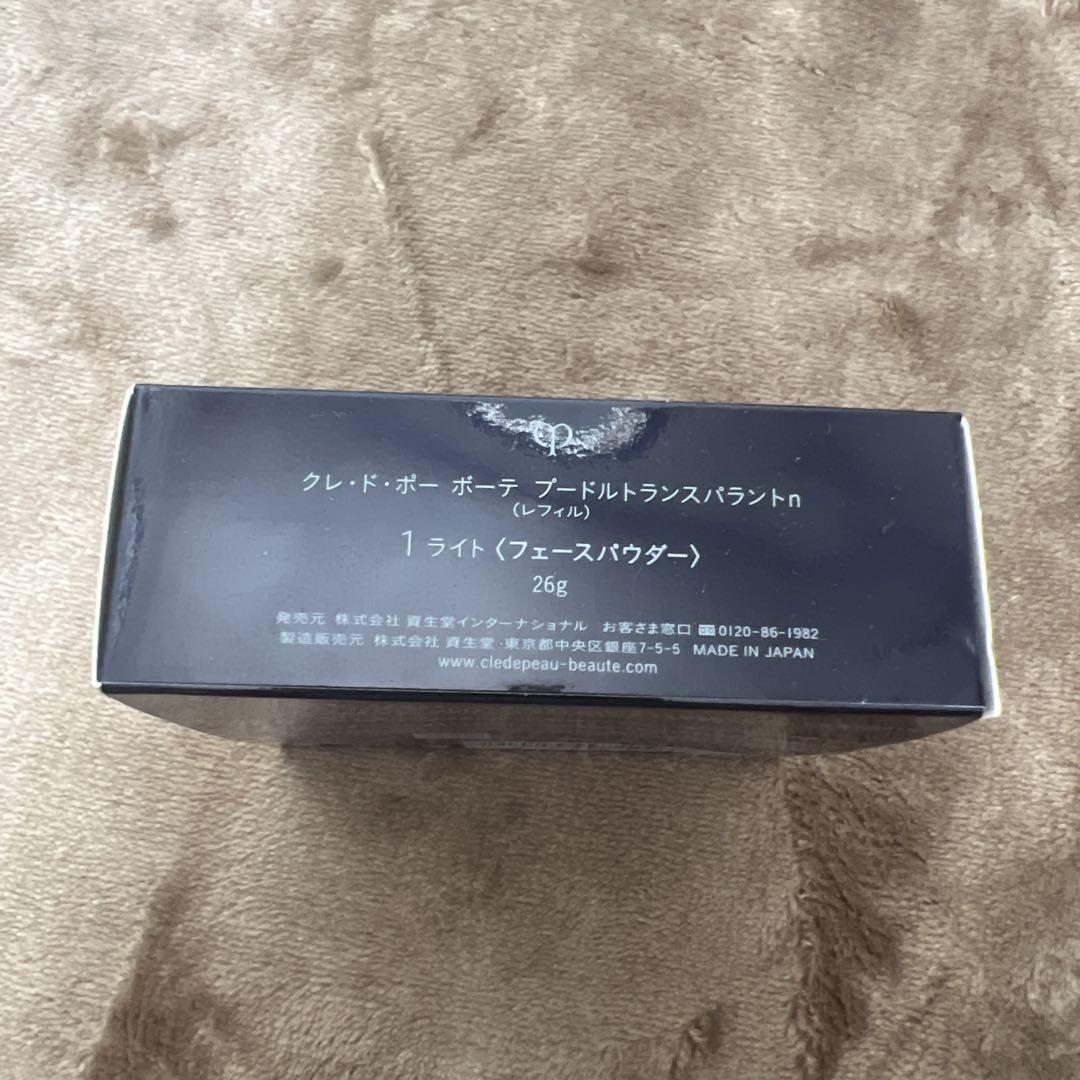 クレ・ド・ポー ボーテ プードルトランスパラントn
(レフィル)
1 ライト〈フェースパウダー〉
26g
発売元 株式会社 資生堂インターナショナル お客さま窓口 0120-86-1982
製造販売元 株式会社 資生堂・東京都中央区銀座7-5-5 MADE IN JAPAN
www.cledepeau-beaute.com